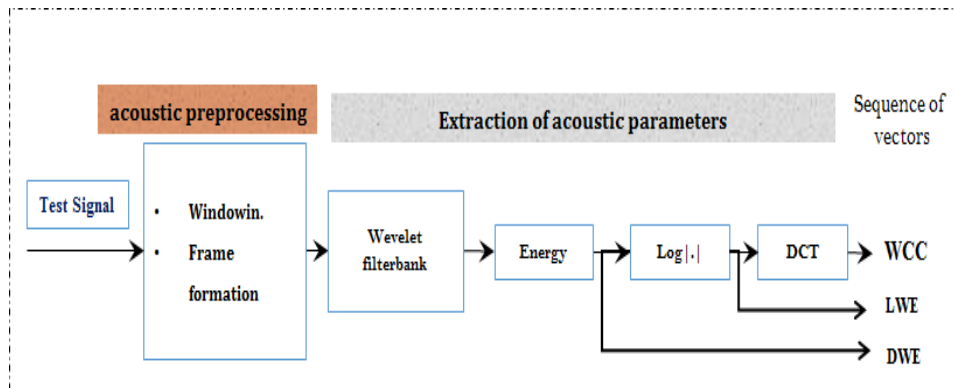 acoustic preprocessing
Extraction of acoustic parameters
Sequence of
vectors
Test Signal
• Windowin.
• Frame
formation
Wevelet
filterbank
Energy
Log|.|
DCT
WCC
LWE
DWE